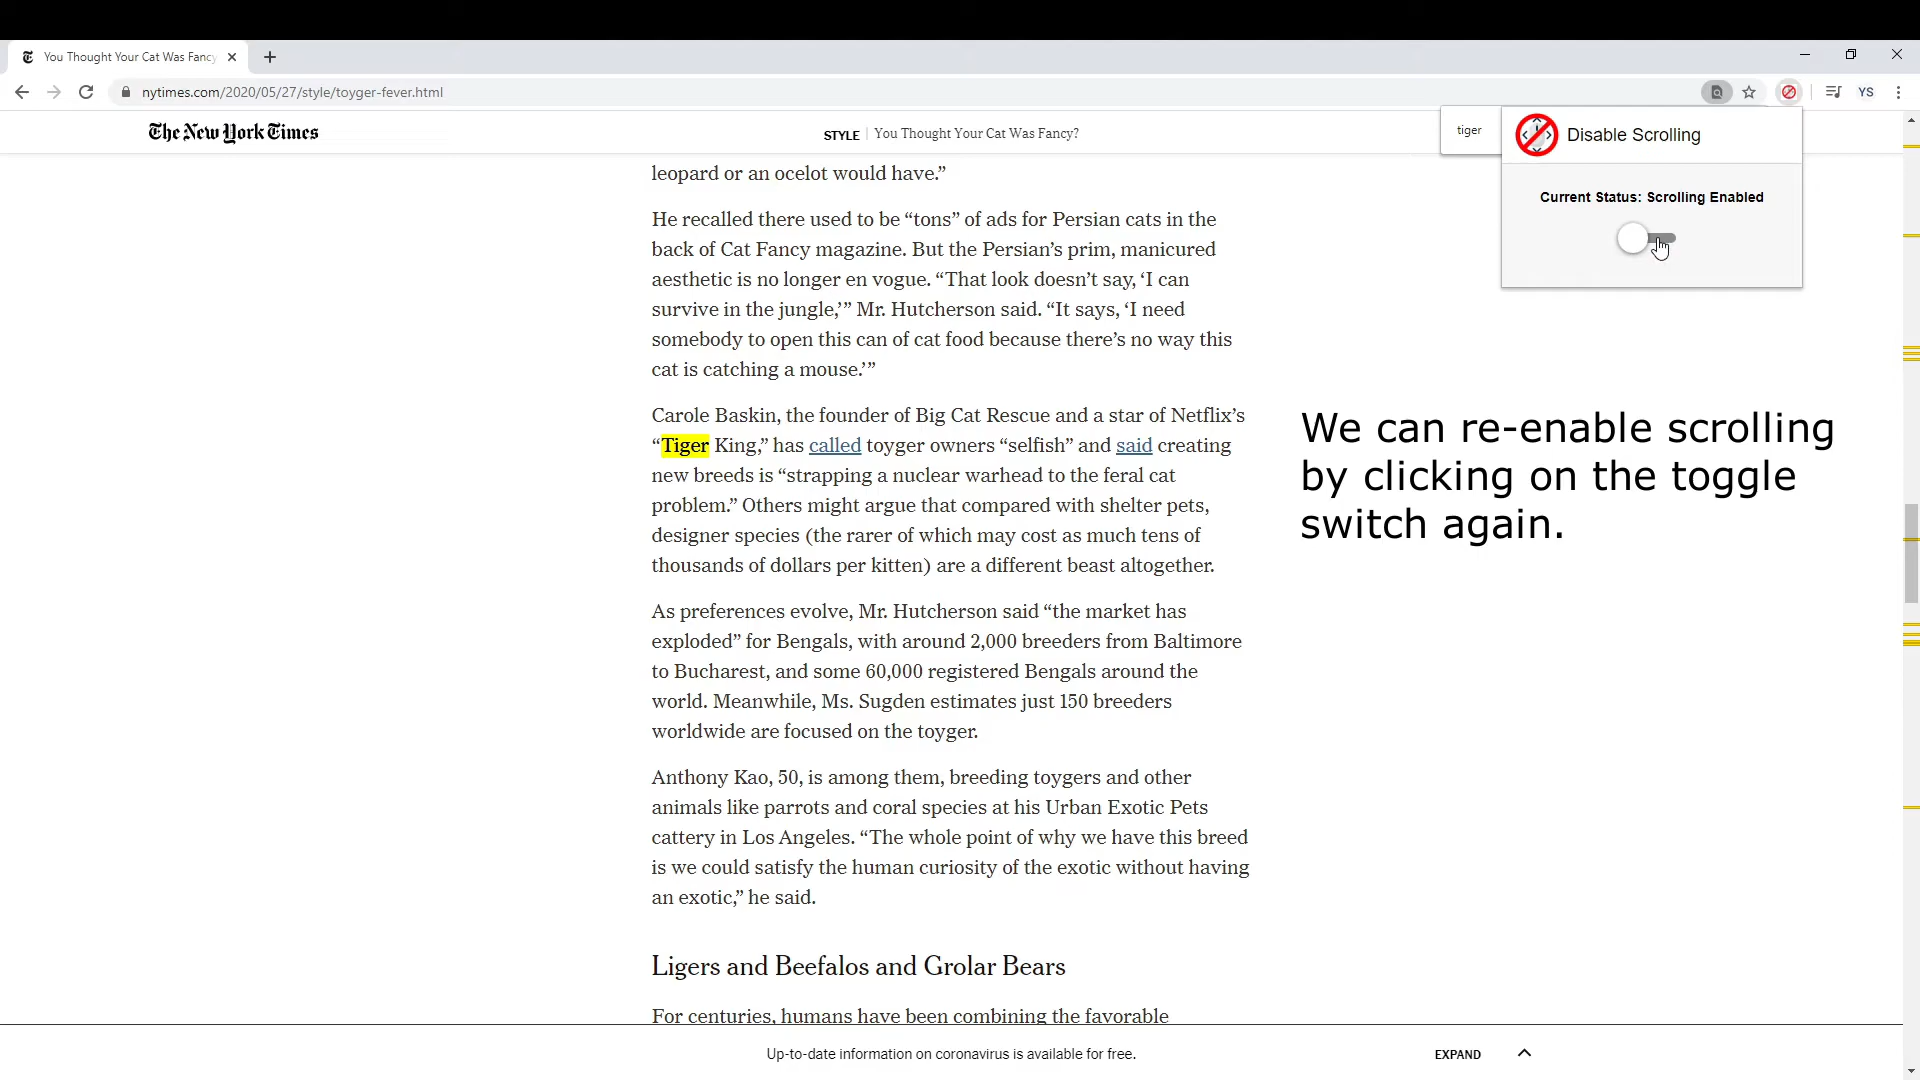 You Thought Your Cat Was Fancy
nytimes.com/2020/05/27/style/toyger-fever.html
YS
The New York Times
STYLE | You Thought Your Cat Was Fancy?
tiger
Disable Scrolling
Current Status: Scrolling Enabled
leopard or an ocelot would have.”
He recalled there used to be “tons” of ads for Persian cats in the
back of Cat Fancy magazine. But the Persian’s prim, manicured
aesthetic is no longer en vogue. “That look doesn’t say, ‘I can
survive in the jungle,’” Mr. Hutcherson said. “It says, ‘I need
somebody to open this can of cat food because there’s no way this
cat is catching a mouse.’”
Carole Baskin, the founder of Big Cat Rescue and a star of Netflix’s
“Tiger King,” has called toyger owners “selfish” and said creating
new breeds is “strapping a nuclear warhead to the feral cat
problem.” Others might argue that compared with shelter pets,
designer species (the rarer of which may cost as much tens of
thousands of dollars per kitten) are a different beast altogether.
As preferences evolve, Mr. Hutcherson said “the market has
exploded” for Bengals, with around 2,000 breeders from Baltimore
to Bucharest, and some 60,000 registered Bengals around the
world. Meanwhile, Ms. Sugden estimates just 150 breeders
worldwide are focused on the toyger.
Anthony Kao, 50, is among them, breeding toygers and other
animals like parrots and coral species at his Urban Exotic Pets
cattery in Los Angeles. “The whole point of why we have this breed
is we could satisfy the human curiosity of the exotic without having
an exotic,” he said.
Ligers and Beefalos and Grolar Bears
For centuries, humans have been combining the favorable
We can re-enable scrolling
by clicking on the toggle
switch again.
Up-to-date information on coronavirus is available for free.
EXPAND